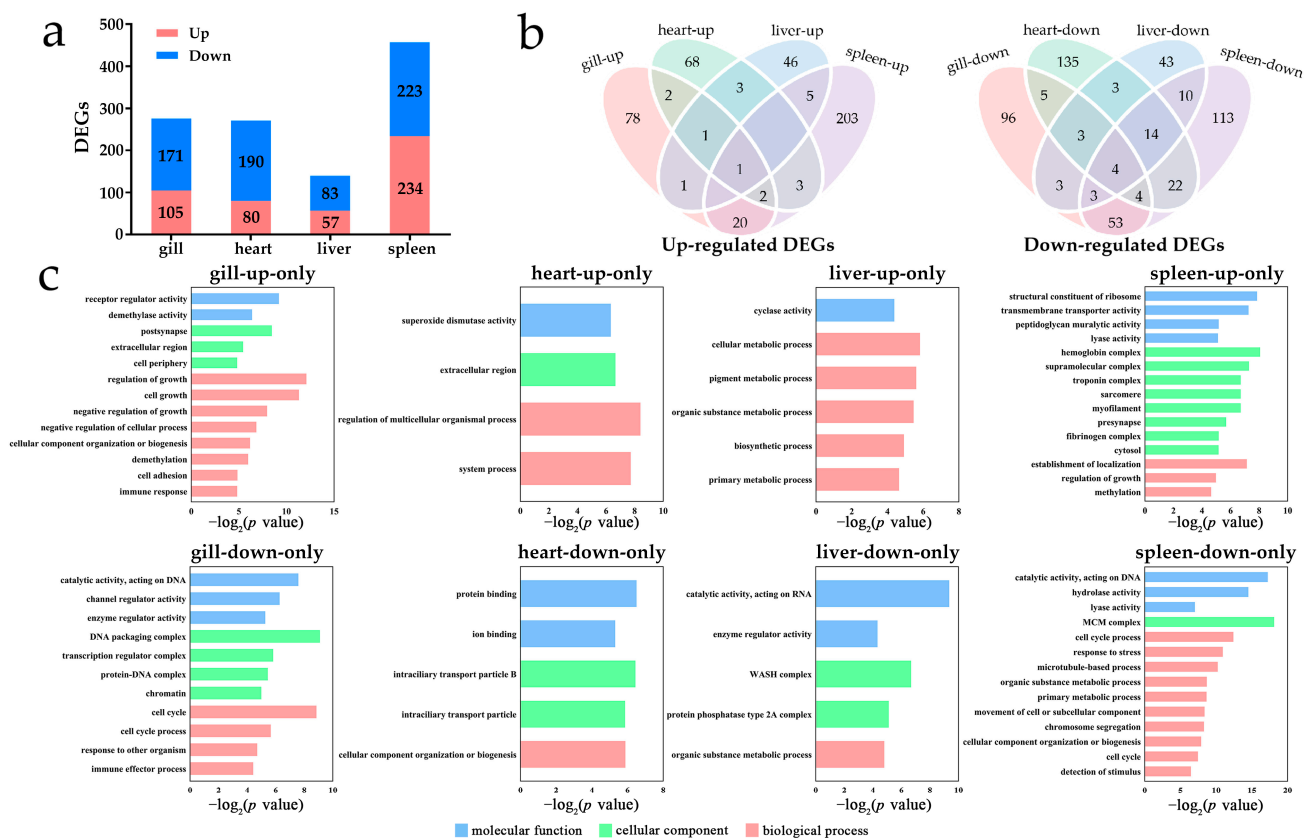 a
Up
Down
DEGs
500
400
300
200
100
0
171
105
190
80
83
57
223
234
gill
heart
liver
spleen
b
gill-up
heart-up
liver-up
spleen-up
68
46
2
3
5
78
203
1
1
1
3
2
20
Up-regulated DEGs
gill-down
heart-down
liver-down
spleen-down
135
43
5
3
10
96
113
3
14
4
3
22
3
4
53
Down-regulated DEGs
c
gill-up-only
receptor regulator activity
demethylase activity
postsynapse
extracellular region
cell periphery
regulation of growth
cell growth
negative regulation of growth
negative regulation of cellular process
cellular component organization or biogenesis
demethylation
cell adhesion
immune response
0 5 10 15
−log2(p value)
heart-up-only
superoxide dismutase activity
extracellular region
regulation of multicellular organismal process
system process
0 2 4 6 8 10
−log2(p value)
liver-up-only
cyclase activity
cellular metabolic process
pigment metabolic process
organic substance metabolic process
biosynthetic process
primary metabolic process
0 2 4 6 8
−log2(p value)
spleen-up-only
structural constituent of ribosome
transmembrane transporter activity
peptidoglycan muralytic activity
lyase activity
hemoglobin complex
supramolecular complex
troponin complex
sarcomere
myofilament
presynapse
fibrinogen complex
cytosol
establishment of localization
regulation of growth
methylation
0 2 4 6 8 10
−log2(p value)
gill-down-only
catalytic activity, acting on DNA
channel regulator activity
enzyme regulator activity
DNA packaging complex
transcription regulator complex
protein-DNA complex
chromatin
cell cycle
cell cycle process
response to other organism
immune effector process
0 2 4 6 8 10
−log2(p value)
heart-down-only
protein binding
ion binding
intraciliary transport particle B
intraciliary transport particle
cellular component organization or biogenesis
0 2 4 6 8
−log2(p value)
liver-down-only
catalytic activity, acting on RNA
enzyme regulator activity
WASH complex
protein phosphatase type 2A complex
organic substance metabolic process
0 2 4 6 8 10
−log2(p value)
spleen-down-only
catalytic activity, acting on DNA
hydrolase activity
lyase activity
MCM complex
cell cycle process
response to stress
microtubule-based process
organic substance metabolic process
primary metabolic process
movement of cell or subcellular component
chromosome segregation
cellular component organization or biogenesis
cell cycle
detection of stimulus
0 5 10 15 20
−log2(p value)
molecular function
cellular component
biological process